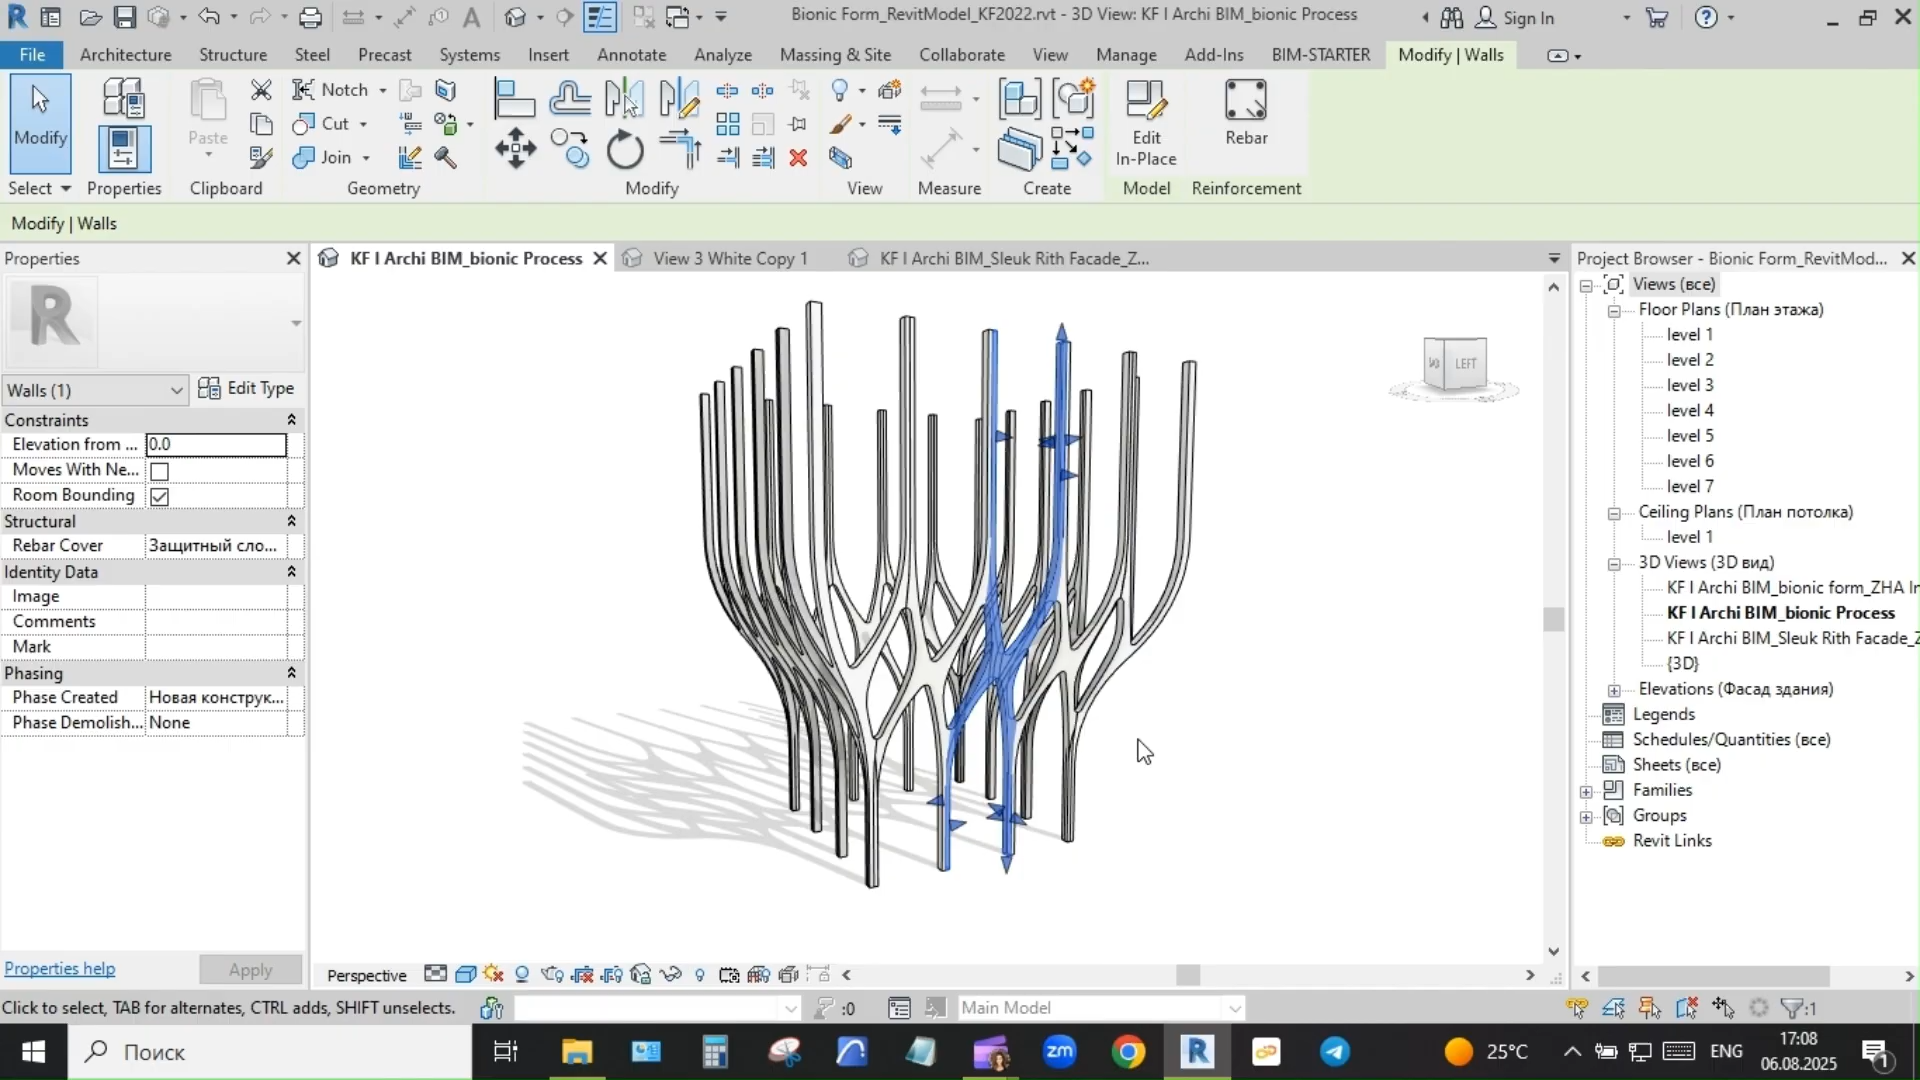 Bionic Form_RevitModel_KF2022.rvt - 3D View: KF I Archi BIM_bionic Process
Sign In
File Architecture Structure Steel Precast Systems Insert Annotate Analyze Massing & Site Collaborate View Manage Add-Ins BIM-STARTER Modify | Walls
Modify
Paste
Notch
Cut
Join
Edit
In-Place
Rebar
Select Properties Clipboard Geometry Modify View Measure Create Model Reinforcement
Modify | Walls
Properties
Walls (1)
Edit Type
Constraints
Elevation from ... 0.0
Moves With Ne...
Room Bounding
Structural
Rebar Cover Защитный сло...
Identity Data
Image
Comments
Mark
Phasing
Phase Created Новая конструк...
Phase Demolish... None
Properties help
Apply
KF I Archi BIM_bionic Process
View 3 White Copy 1
KF I Archi BIM_Sleuk Rith Facade_Z...
LEFT
Perspective
Project Browser - Bionic Form_RevitMod...
Views (все)
Floor Plans (План этажа)
level 1
level 2
level 3
level 4
level 5
level 6
level 7
Ceiling Plans (План потолка)
level 1
3D Views (3D вид)
KF I Archi BIM_bionic form_ZHA In
KF I Archi BIM_bionic Process
KF I Archi BIM_Sleuk Rith Facade_Z
{3D}
Elevations (Фасад здания)
Legends
Schedules/Quantities (все)
Sheets (все)
Families
Groups
Revit Links
Click to select, TAB for alternates, CTRL adds, SHIFT unselects.
:0
Main Model
:1
Поиск
zm
25°C
ENG
17:08
06.08.2025
1